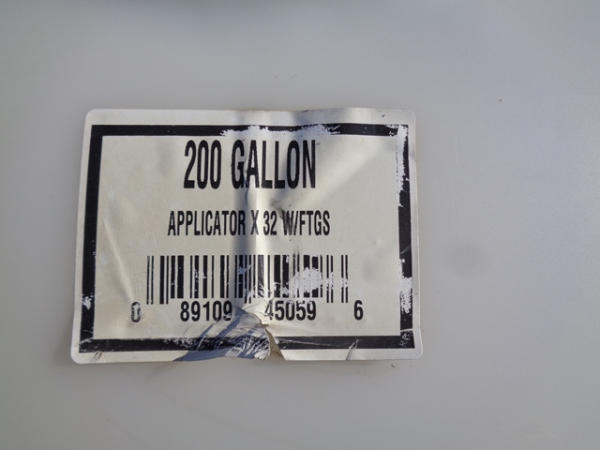 200 GALLON
APPLICATOR X 32 W/FTGS
0 89109 45059 6